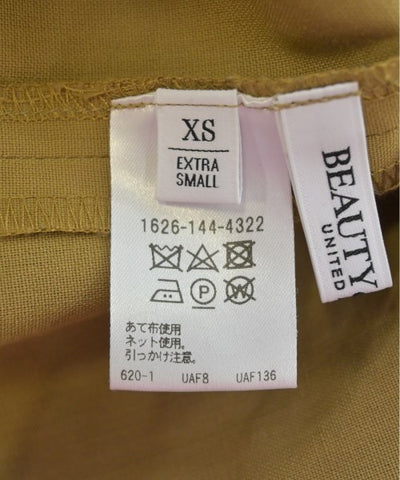 XS
EXTRA
SMALL
BEAUTY
UNITED
1626-144-4322
P W
あて布使用
ネット使用。
引っかけ注意。
620-1 UAF8 UAF136